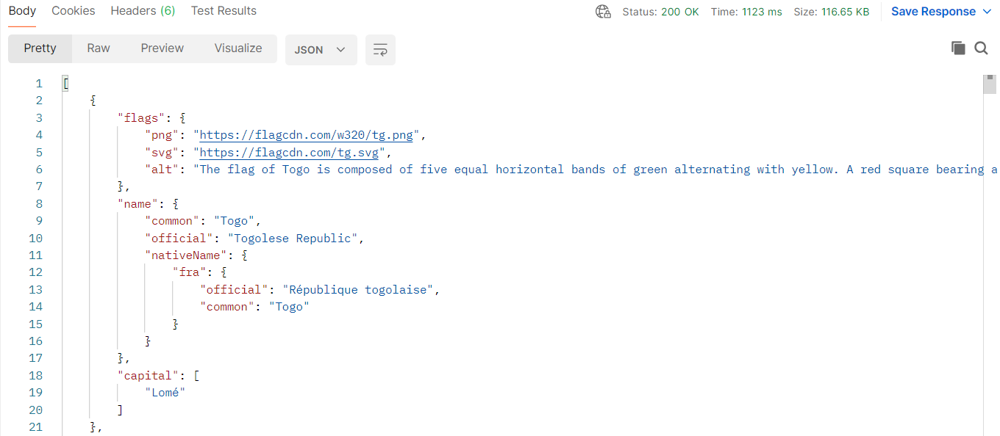 Body Cookies Headers (6) Test Results Status: 200 OK Time: 1123 ms Size: 116.65 KB Save Response
Pretty Raw Preview Visualize JSON
1 [
2 {
3 "flags": {
4 "png": "https://flagcdn.com/w320/tg.png",
5 "svg": "https://flagcdn.com/tg.svg",
6 "alt": "The flag of Togo is composed of five equal horizontal bands of green alternating with yellow. A red square bearing a
7 },
8 "name": {
9 "common": "Togo",
10 "official": "Togolese Republic",
11 "nativeName": {
12 "fra": {
13 "official": "République togolaise",
14 "common": "Togo"
15 }
16 }
17 },
18 "capital": [
19 "Lomé"
20 ]
21 },